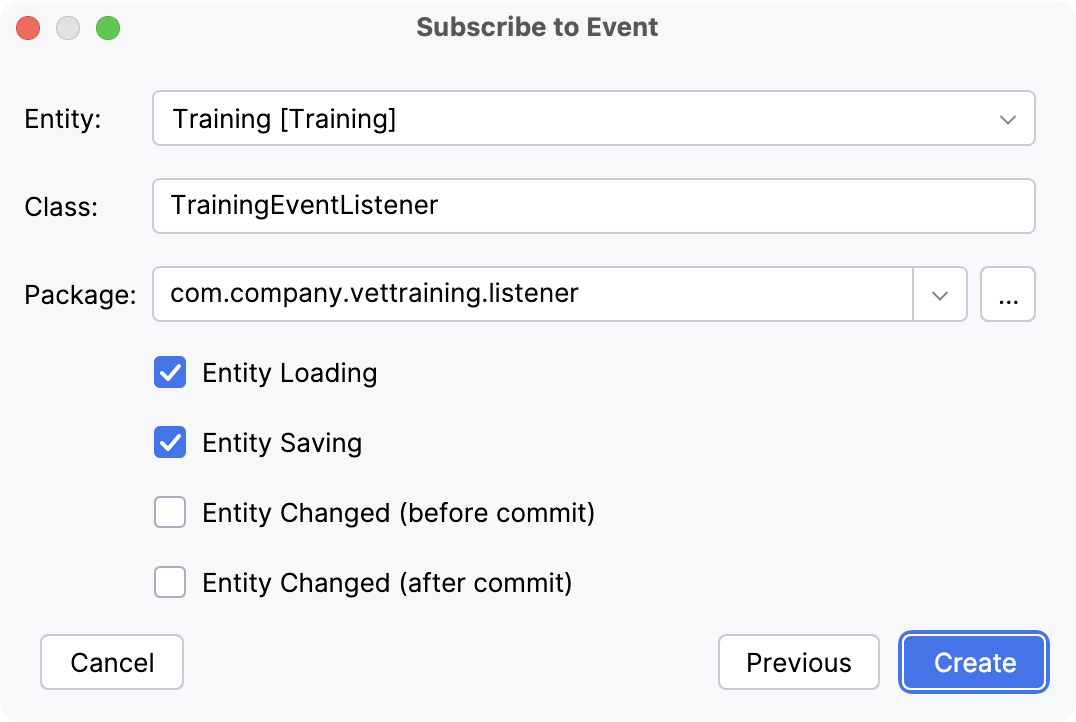 Subscribe to Event
Entity: Training [Training]
Class: TrainingEventListener
Package: com.company.vettraining.listener ...
Entity Loading
Entity Saving
Entity Changed (before commit)
Entity Changed (after commit)
Cancel Previous Create